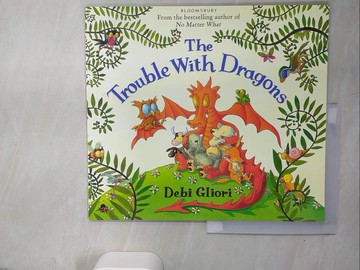 BLOOMSBURY
From the bestselling author of
No Matter What
The
Trouble With Dragons
Debi Gliori